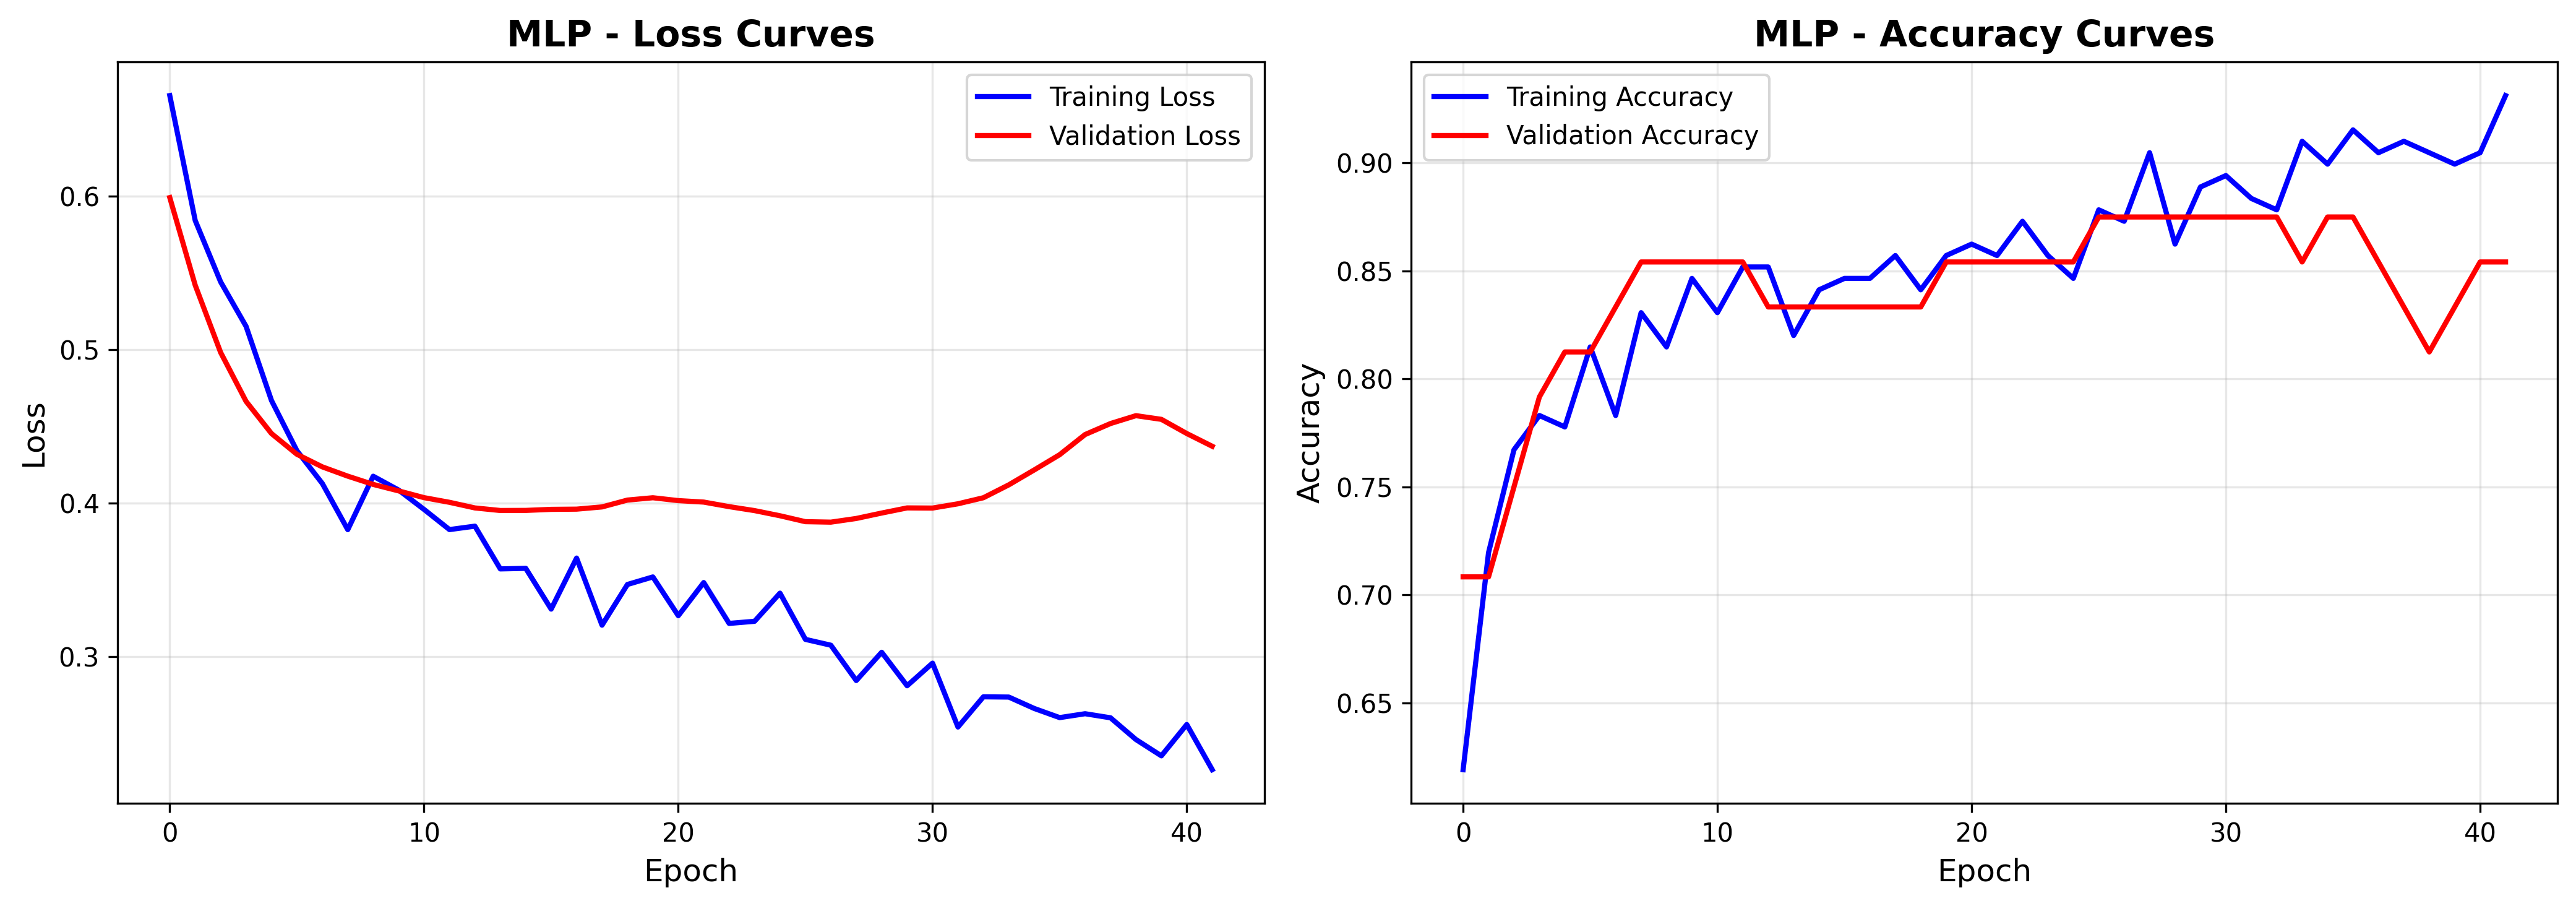 MLP - Loss Curves
Training Loss
Validation Loss
0.6
0.5
0.4
0.3
Loss
0
10
20
30
40
Epoch
MLP - Accuracy Curves
Training Accuracy
Validation Accuracy
0.90
0.85
0.80
0.75
0.70
0.65
Accuracy
0
10
20
30
40
Epoch